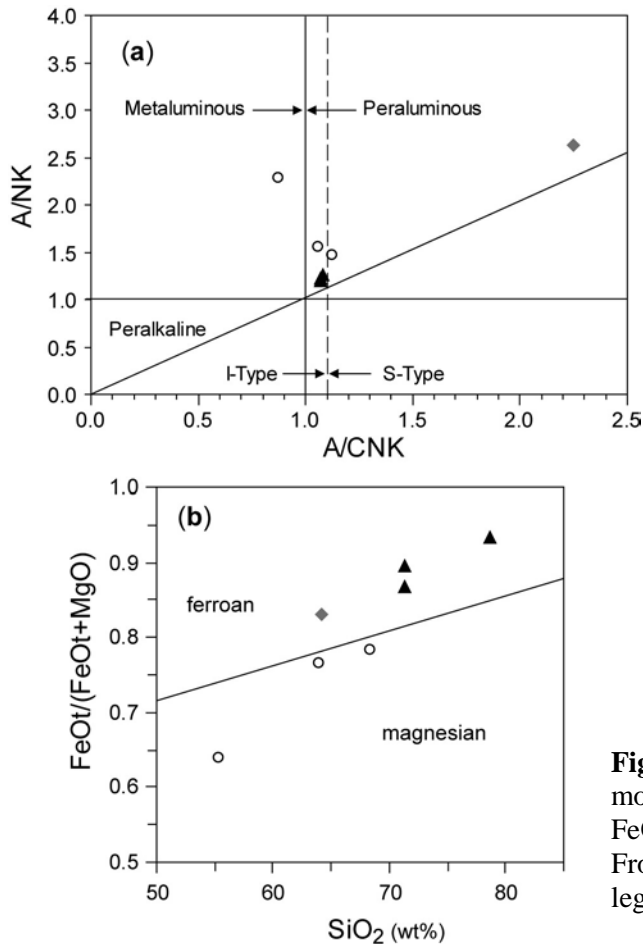 4.0
(a)
3.5
Metaluminous
Peraluminous
3.0
2.5
2.0
1.5
1.0
Peralkaline
0.5
I-Type
S-Type
0.0
0.0 0.5 1.0 1.5 2.0 2.5
A/NK
A/CNK
1.0
(b)
0.9
ferroan
0.8
0.7
magnesian
0.6
0.5
50 60 70 80
FeOt/(FeOt+MgO)
SiO2 (wt%)
Fig
mo
FeO
Fro
leg